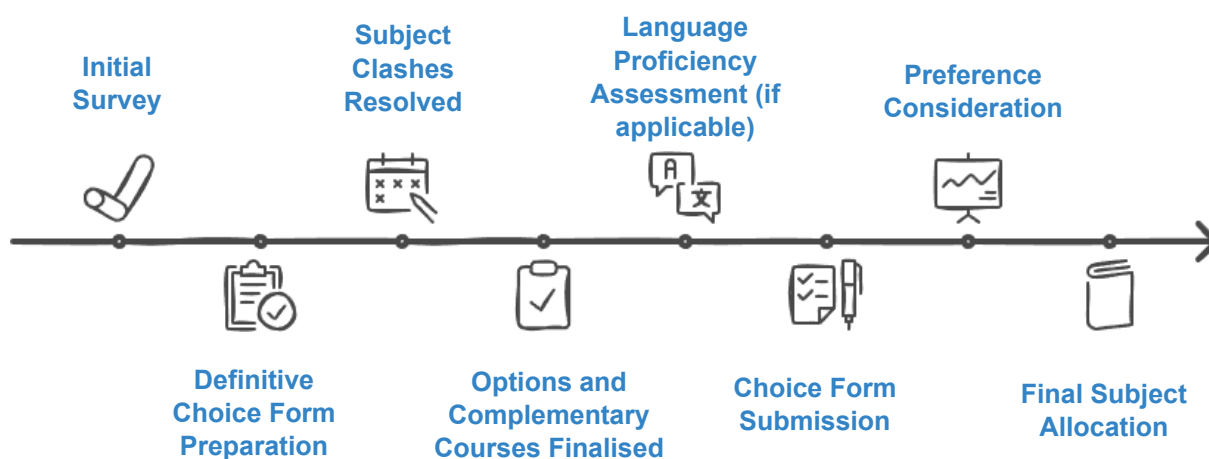 Initial
Survey
Subject
Clashes
Resolved
Language
Proficiency
Assessment (if
applicable)
Preference
Consideration
A
文
Definitive
Choice Form
Preparation
Options and
Complementary
Courses Finalised
Choice Form
Submission
Final Subject
Allocation